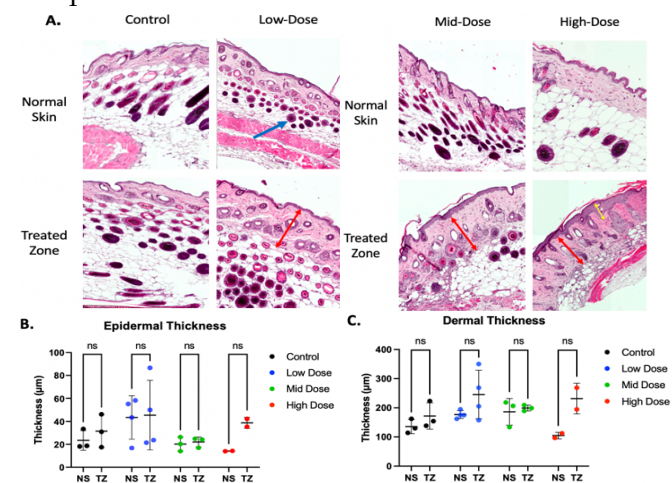 A.
Control
Low-Dose
Mid-Dose
High-Dose
Normal
Skin
Normal
Skin
Treated
Zone
Treated
Zone
B.
Epidermal Thickness
ns
ns
ns
ns
Thickness (µm)
100
80
60
40
20
0
NS TZ NS TZ NS TZ NS TZ
Control
Low Dose
Mid Dose
High Dose
C.
Dermal Thickness
ns
ns
ns
ns
Thickness (µm)
400
300
200
100
0
NS TZ NS TZ NS TZ NS TZ
Control
Low Dose
Mid Dose
High Dose